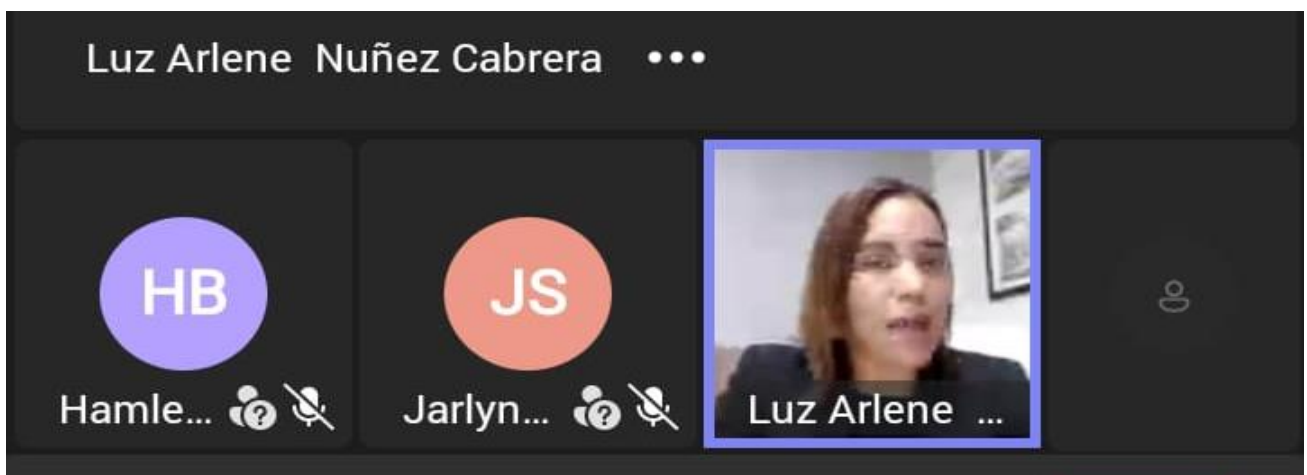 Luz Arlene Nuñez Cabrera •••
HB
JS
Hamle...
Jarlyn...
Luz Arlene ...